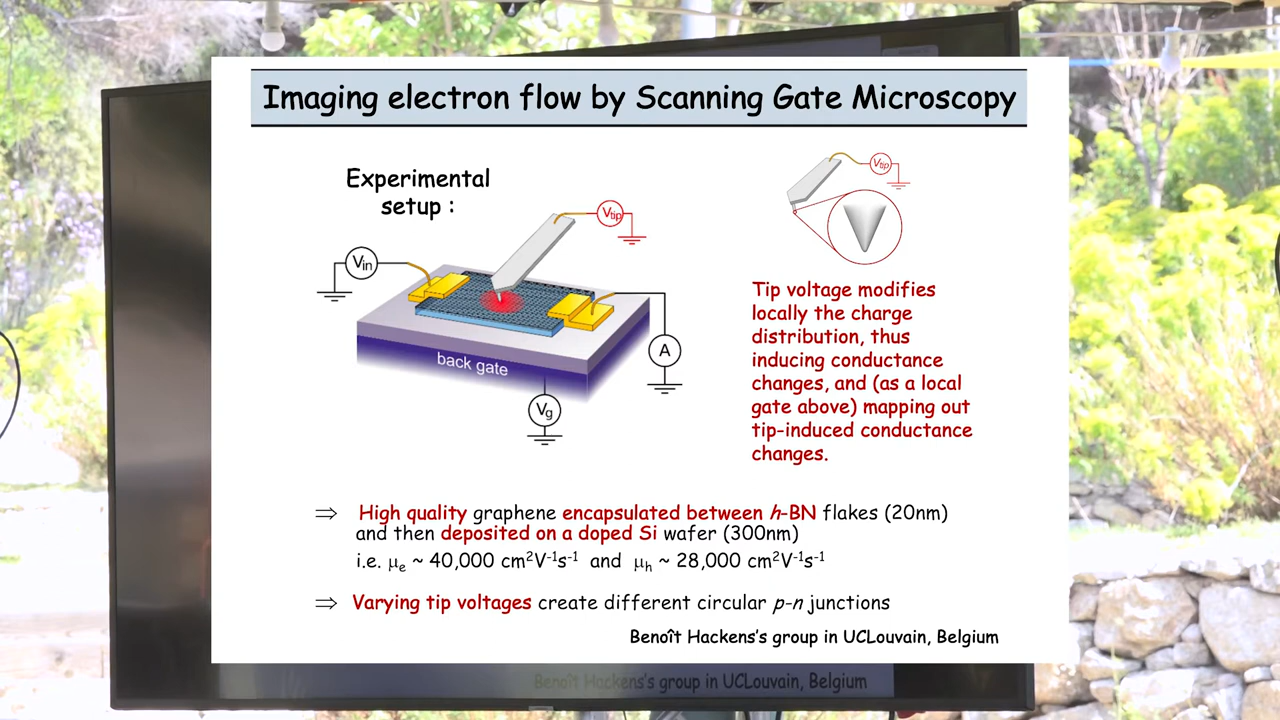 Imaging electron flow by Scanning Gate Microscopy
Experimental
setup :
Vtip
Vin
A
back gate
Vg
Vtip
Tip voltage modifies
locally the charge
distribution, thus
inducing conductance
changes, and (as a local
gate above) mapping out
tip-induced conductance
changes.
⇒ High quality graphene encapsulated between h-BN flakes (20nm)
and then deposited on a doped Si wafer (300nm)
i.e. μe ~ 40,000 cm²V⁻¹s⁻¹ and μh ~ 28,000 cm²V⁻¹s⁻¹
⇒ Varying tip voltages create different circular p-n junctions
Benoît Hackens's group in UCLouvain, Belgium
Benoît Hackens's group in UCLouvain, Belgium